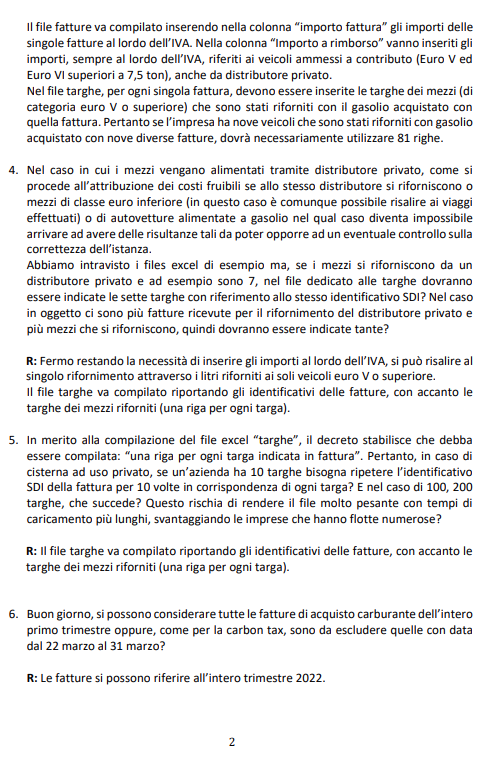 Il file fatture va compilato inserendo nella colonna “importo fattura” gli importi delle
singole fatture al lordo dell’IVA. Nella colonna “Importo a rimborso” vanno inseriti gli
importi, sempre al lordo dell’IVA, riferiti ai veicoli ammessi a contributo (Euro V ed
Euro VI superiori a 7,5 ton), anche da distributore privato.
Nel file targhe, per ogni singola fattura, devono essere inserite le targhe dei mezzi (di
categoria euro V o superiore) che sono stati riforniti con il gasolio acquistato con
quella fattura. Pertanto se l’impresa ha nove veicoli che sono stati riforniti con gasolio
acquistato con nove diverse fatture, dovrà necessariamente utilizzare 81 righe.
4. Nel caso in cui i mezzi vengano alimentati tramite distributore privato, come si
procede all’attribuzione dei costi fruibili se allo stesso distributore si riforniscono o
mezzi di classe euro inferiore (in questo caso è comunque possibile risalire ai viaggi
effettuati) o di autovetture alimentate a gasolio nel qual caso diventa impossibile
arrivare ad avere delle risultanze tali da poter opporre ad un eventuale controllo sulla
correttezza dell’istanza.
Abbiamo intravisto i files excel di esempio ma, se i mezzi si riforniscono da un
distributore privato e ad esempio sono 7, nel file dedicato alle targhe dovranno
essere indicate le sette targhe con riferimento allo stesso identificativo SDI? Nel caso
in oggetto ci sono più fatture ricevute per il rifornimento del distributore privato e
più mezzi che si riforniscono, quindi dovranno essere indicate tante?
R: Fermo restando la necessità di inserire gli importi al lordo dell’IVA, si può risalire al
singolo rifornimento attraverso i litri riforniti ai soli veicoli euro V o superiore.
Il file targhe va compilato riportando gli identificativi delle fatture, con accanto le
targhe dei mezzi riforniti (una riga per ogni targa).
5. In merito alla compilazione del file excel “targhe”, il decreto stabilisce che debba
essere compilata: “una riga per ogni targa indicata in fattura”. Pertanto, in caso di
cisterna ad uso privato, se un’azienda ha 10 targhe bisogna ripetere l’identificativo
SDI della fattura per 10 volte in corrispondenza di ogni targa? E nel caso di 100, 200
targhe, che succede? Questo rischia di rendere il file molto pesante con tempi di
caricamento più lunghi, svantaggiando le imprese che hanno flotte numerose?
R: Il file targhe va compilato riportando gli identificativi delle fatture, con accanto le
targhe dei mezzi riforniti (una riga per ogni targa).
6. Buon giorno, si possono considerare tutte le fatture di acquisto carburante dell’intero
primo trimestre oppure, come per la carbon tax, sono da escludere quelle con data
dal 22 marzo al 31 marzo?
R: Le fatture si possono riferire all’intero trimestre 2022.
2